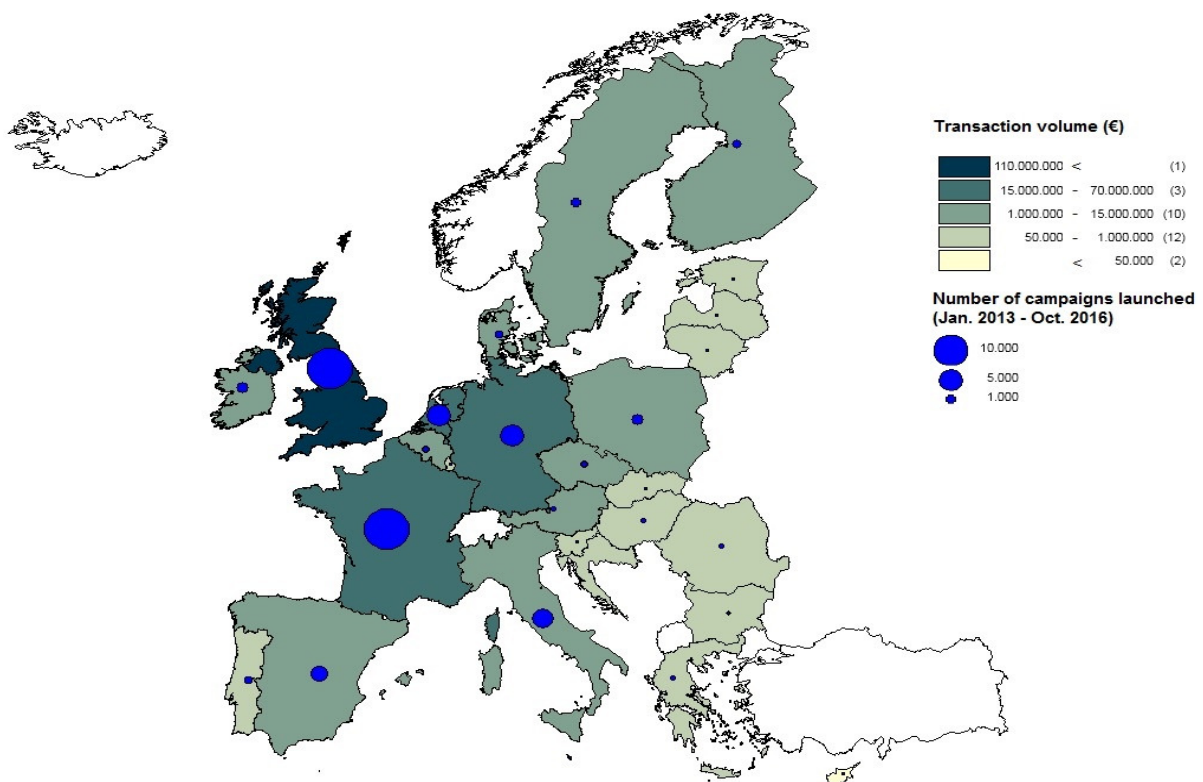 Transaction volume (€)
110.000.000 < (1)
15.000.000 - 70.000.000 (3)
1.000.000 - 15.000.000 (10)
50.000 - 1.000.000 (12)
< 50.000 (2)
Number of campaigns launched
(Jan. 2013 - Oct. 2016)
10.000
5.000
1.000